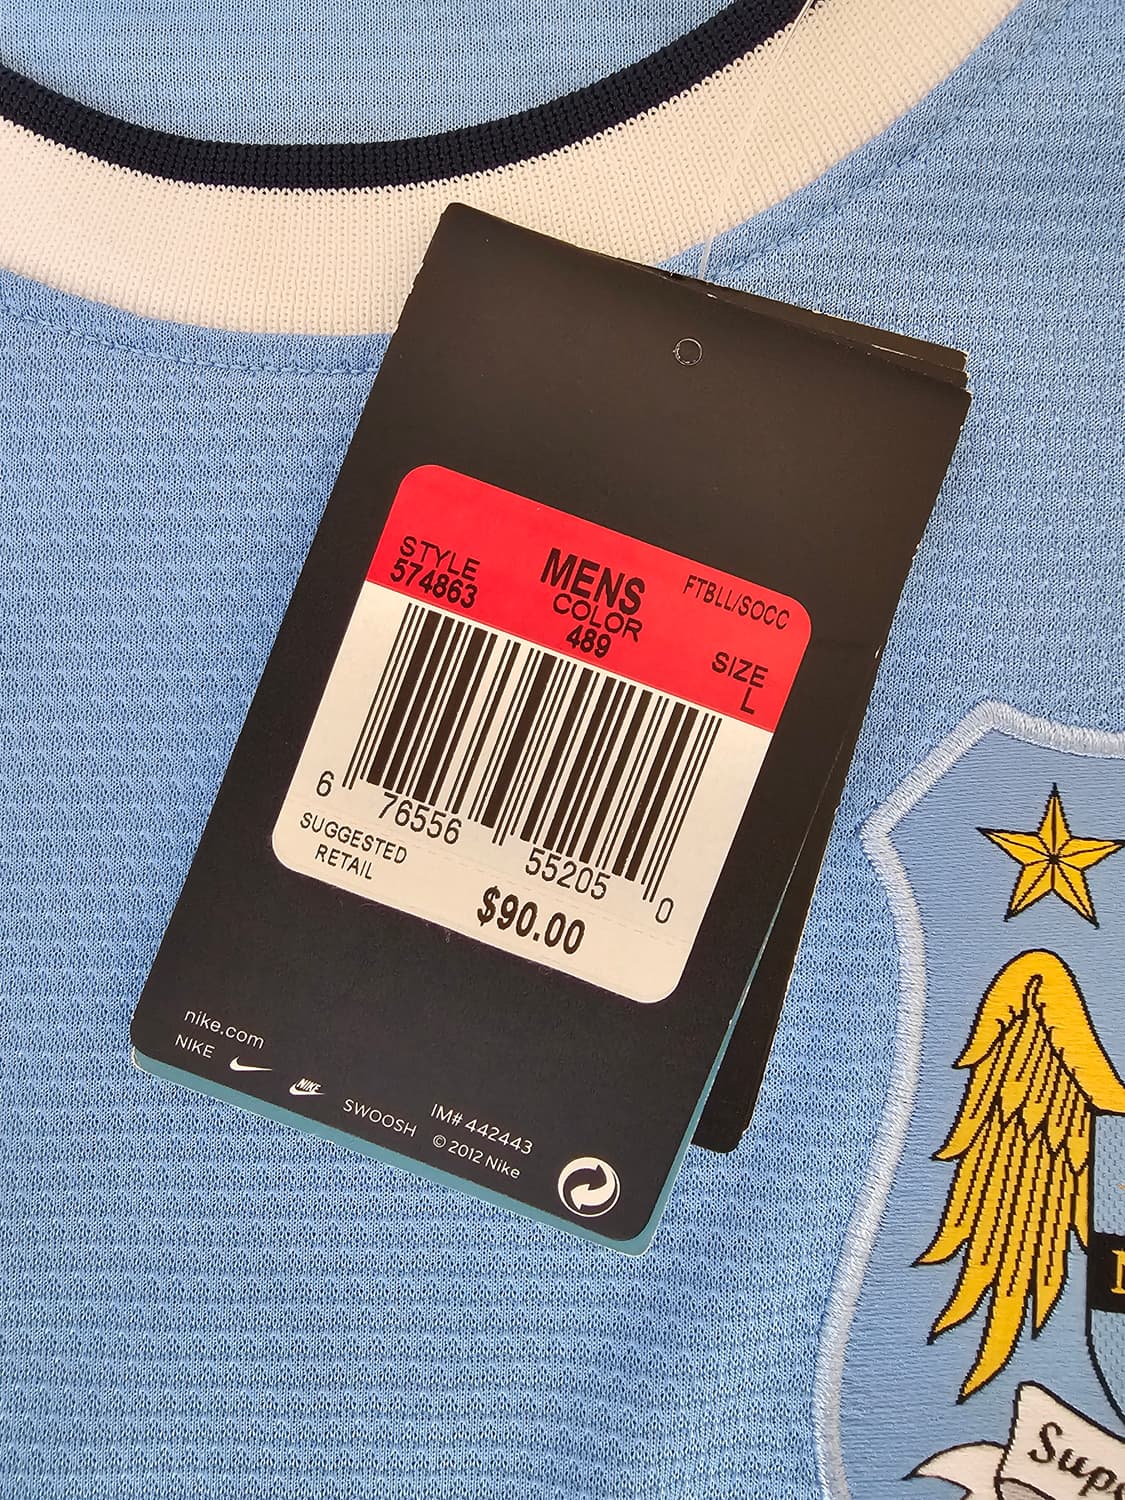 STYLE
574863
MENS
COLOR
489
FTBLL/SOCC
SIZE
L
6 76556 55205 0
SUGGESTED
RETAIL
$90.00
nike.com
NIKE
NIKE
SWOOSH
IM# 442443
© 2012 Nike